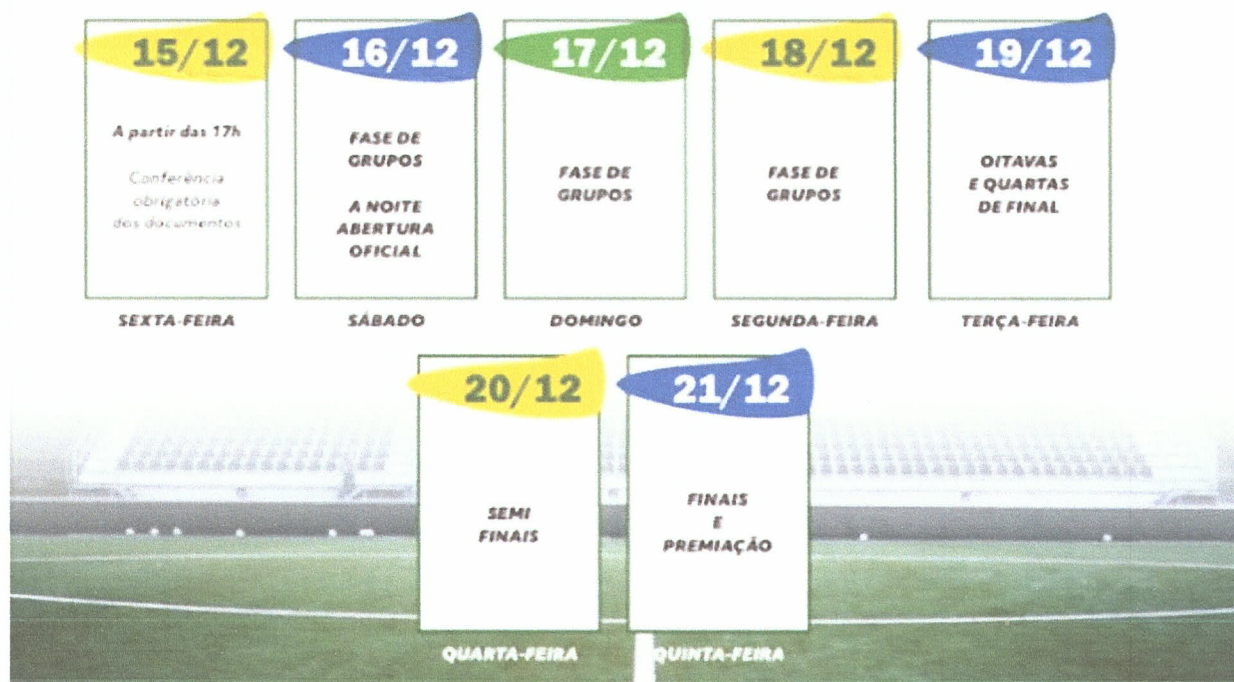 15/12
A partir das 17h
Conferência
obrigatória
dos documentos
SEXTA-FEIRA
16/12
FASE DE
GRUPOS
A NOITE
ABERTURA
OFICIAL
SÁBADO
17/12
FASE DE
GRUPOS
DOMINGO
18/12
FASE DE
GRUPOS
SEGUNDA-FEIRA
19/12
OITAVAS
E QUARTAS
DE FINAL
TERÇA-FEIRA
20/12
SEMI
FINAIS
QUARTA-FEIRA
21/12
FINAIS
E
PREMIAÇÃO
QUINTA-FEIRA